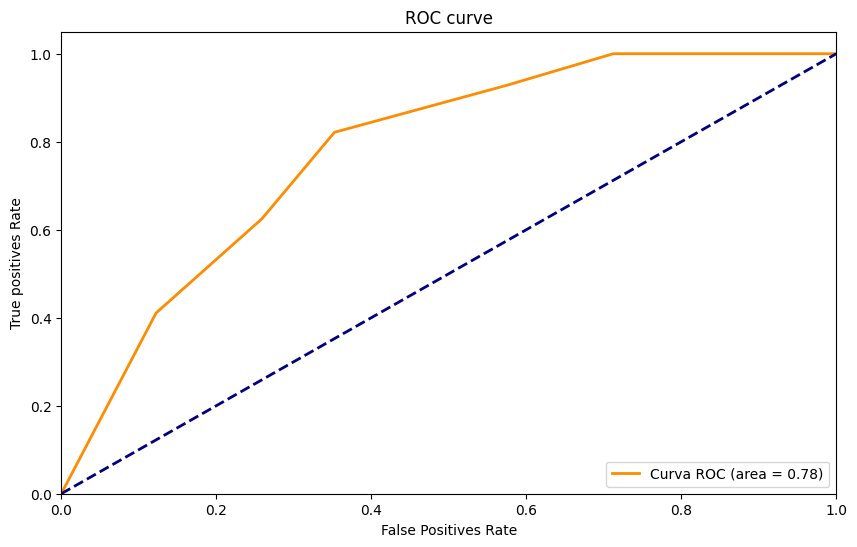 ROC curve
True positives Rate
1.0
0.8
0.6
0.4
0.2
0.0
Curva ROC (area = 0.78)
0.0 0.2 0.4 0.6 0.8 1.0
False Positives Rate